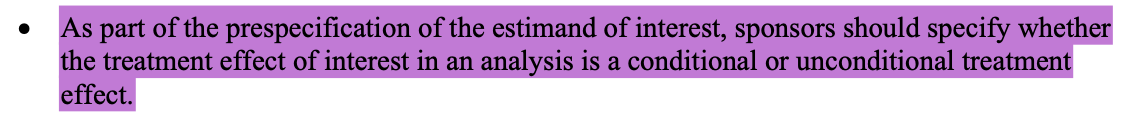 • As part of the prespecification of the estimand of interest, sponsors should specify whether
the treatment effect of interest in an analysis is a conditional or unconditional treatment
effect.